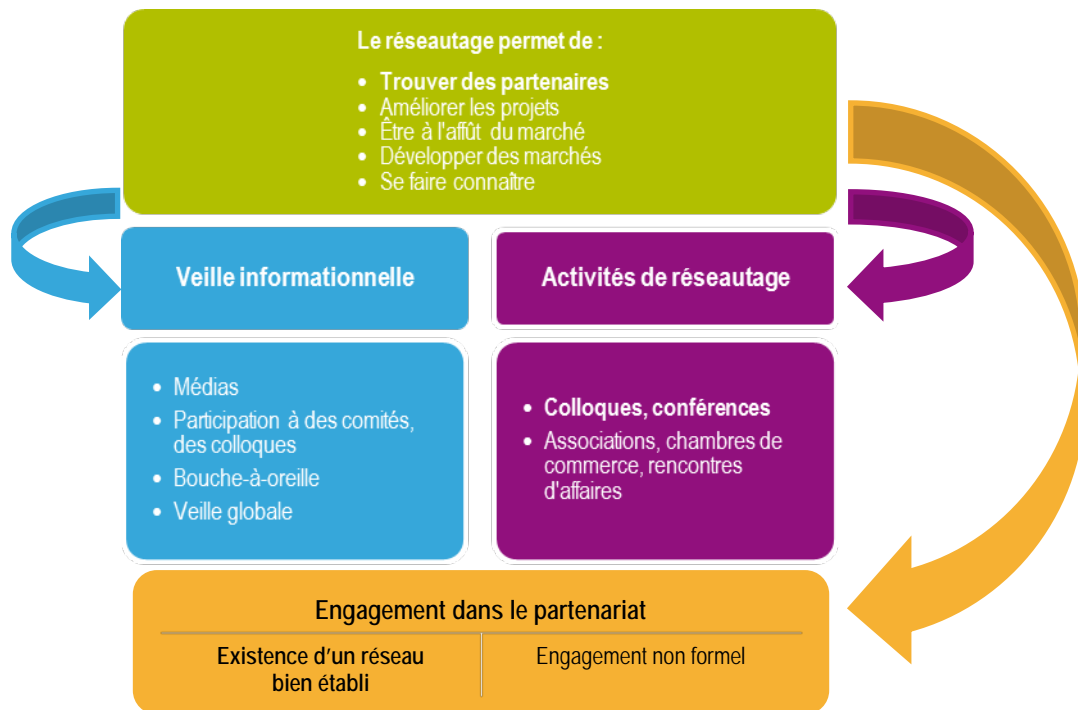 Le réseautage permet de :
• Trouver des partenaires
• Améliorer les projets
• Être à l'affût du marché
• Développer des marchés
• Se faire connaître
Veille informationnelle
Activités de réseautage
• Médias
• Participation à des comités,
des colloques
• Bouche-à-oreille
• Veille globale
• Colloques, conférences
• Associations, chambres de
commerce, rencontres
d'affaires
Engagement dans le partenariat
Existence d'un réseau
bien établi
Engagement non formel